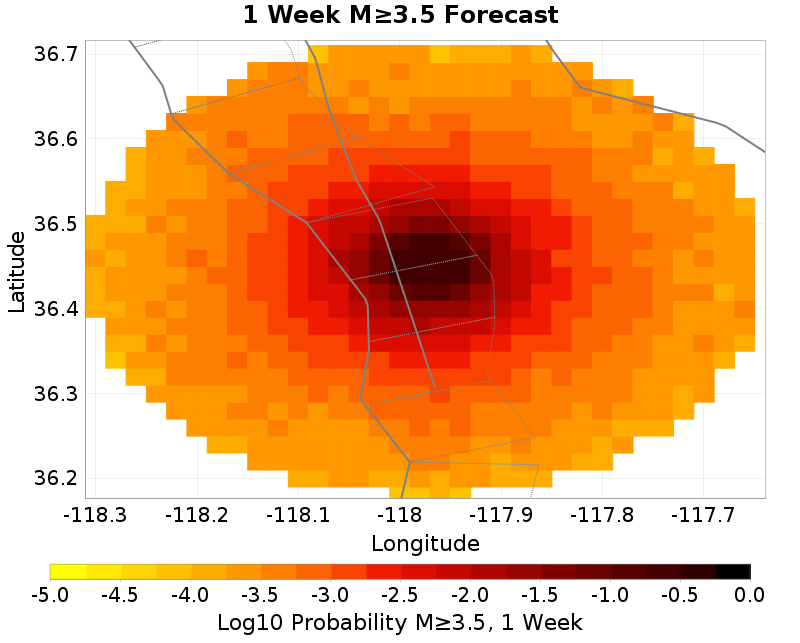 1 Week M≥3.5 Forecast
36.7
36.6
36.5
36.4
36.3
36.2
Latitude
-118.3 -118.2 -118.1 -118 -117.9 -117.8 -117.7
Longitude
-5.0 -4.5 -4.0 -3.5 -3.0 -2.5 -2.0 -1.5 -1.0 -0.5 0.0
Log10 Probability M≥3.5, 1 Week